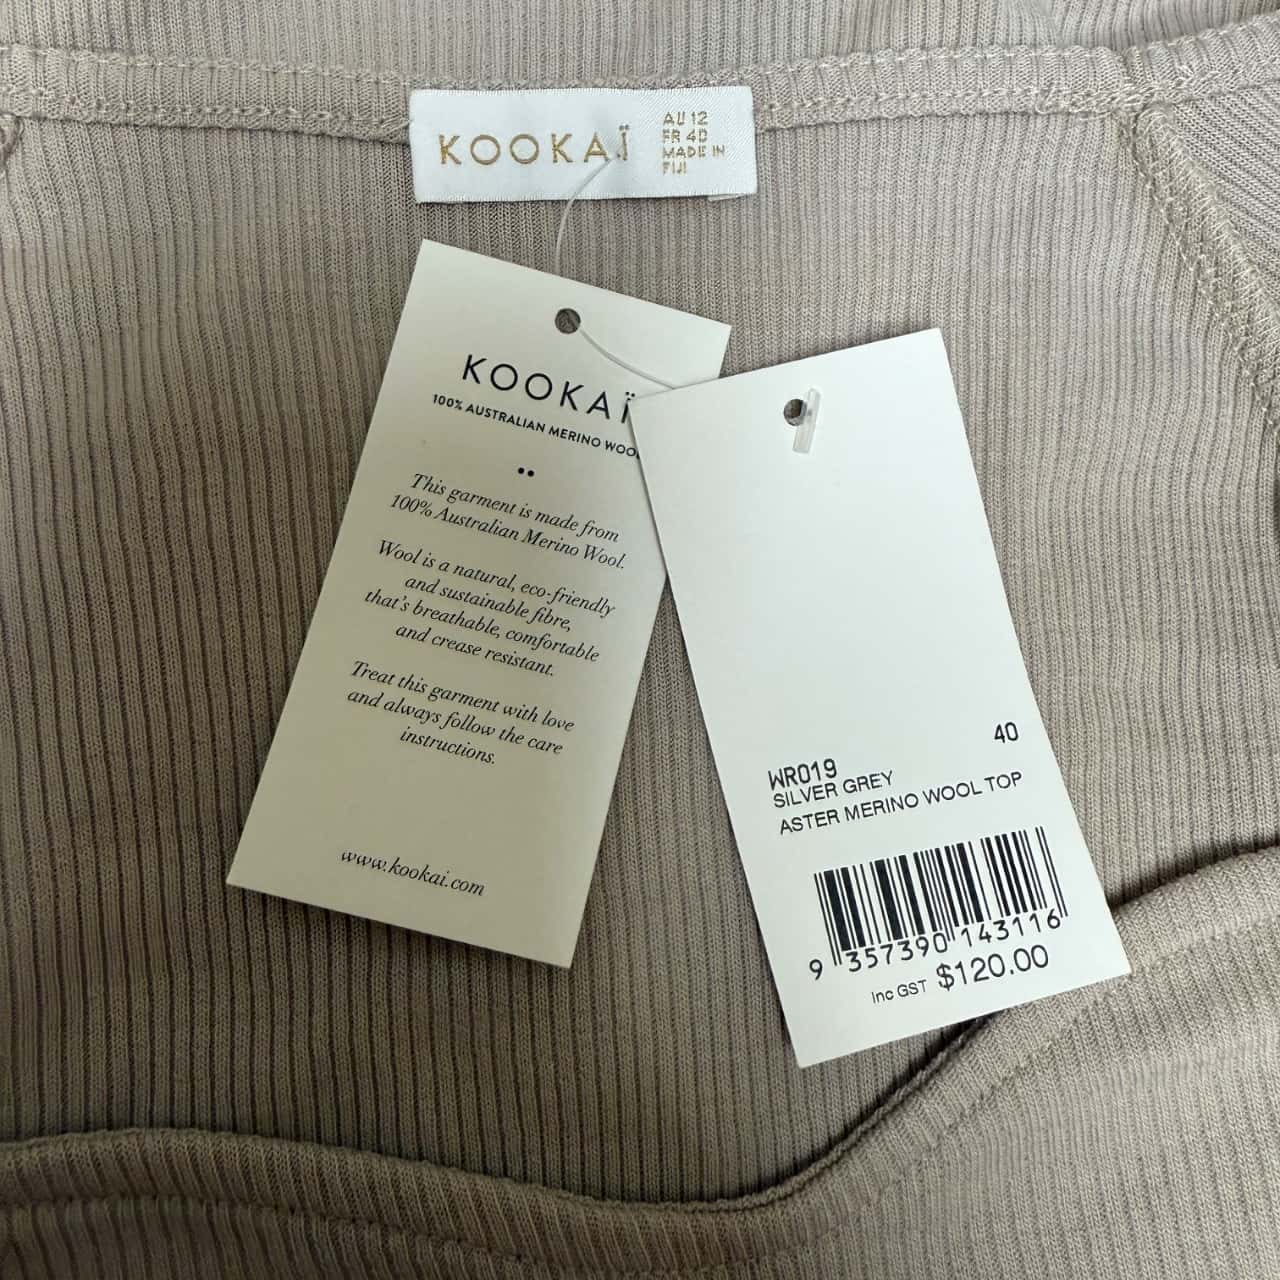 KOOKAÏ
AU 12
FR 40
MADE IN
FIJI
KOOKAÏ
100% AUSTRALIAN MERINO WOOL
This garment is made from
100% Australian Merino Wool.
Wool is a natural, eco-friendly
and sustainable fibre,
that's breathable, comfortable
and crease resistant.
Treat this garment with love
and always follow the care
instructions.
www.kookai.com
40
WR019
SILVER GREY
ASTER MERINO WOOL TOP
9 357390 143116
Inc GST $120.00